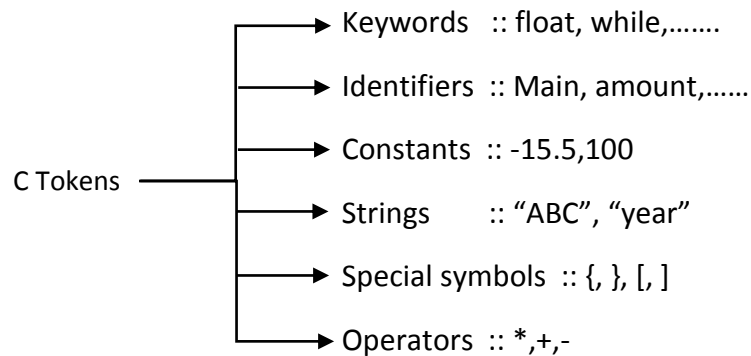 Keywords :: float, while,.......
Identifiers :: Main, amount,......
Constants :: -15.5,100
C Tokens
Strings :: “ABC”, “year”
Special symbols :: {, }, [, ]
Operators :: *,+,-